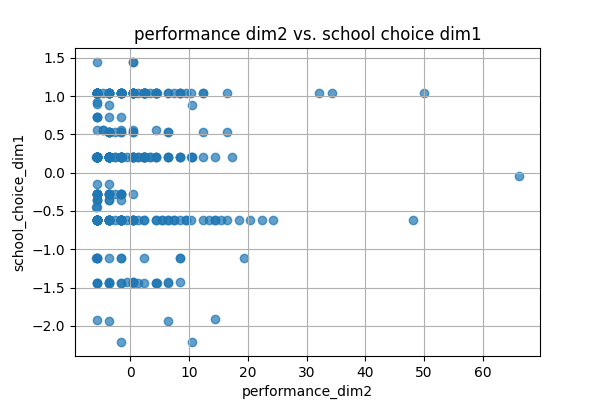 performance dim2 vs. school choice dim1
1.5
1.0
0.5
0.0
−0.5
−1.0
−1.5
−2.0
school_choice_dim1
0 10 20 30 40 50 60
performance_dim2